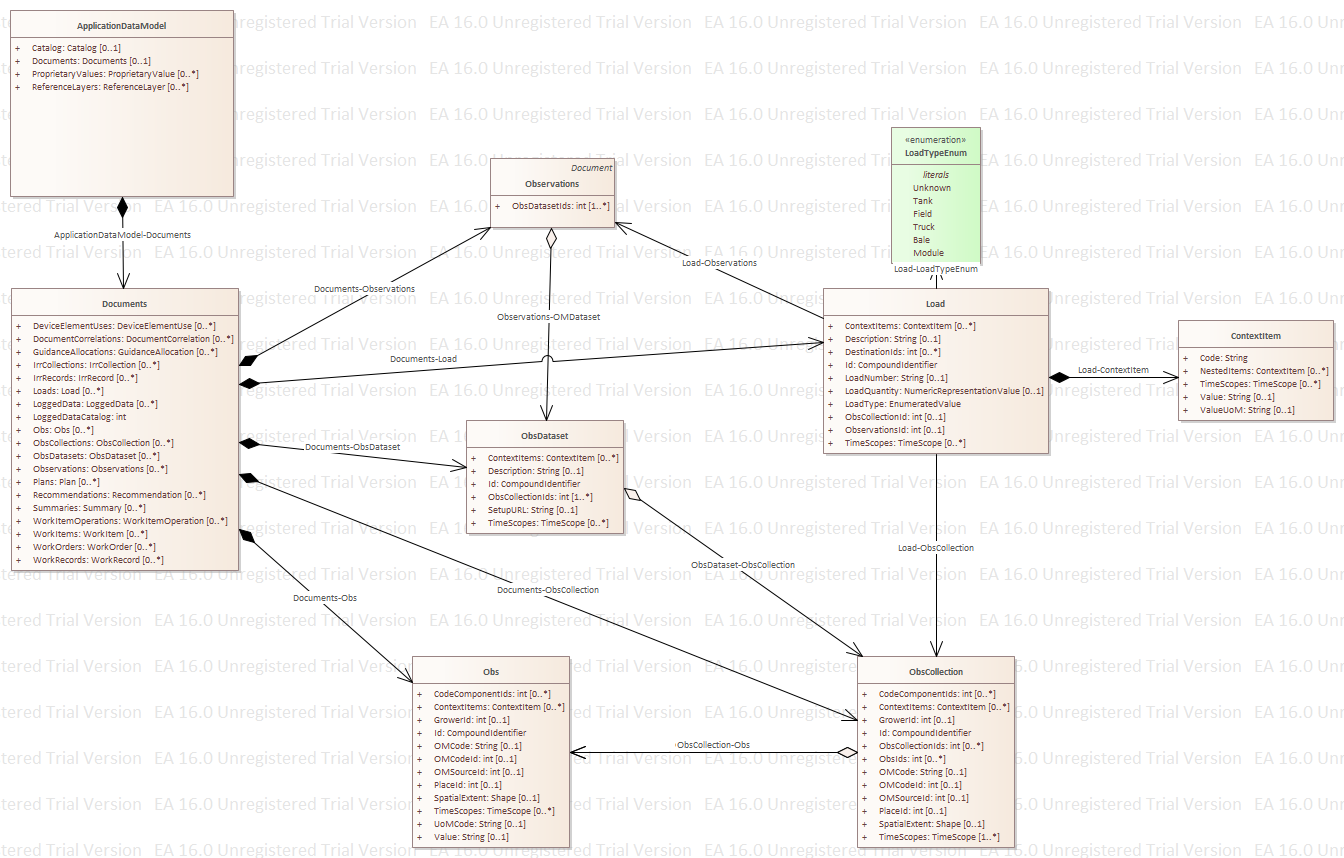 ApplicationDataModel
+ Catalog: Catalog [0..1]
+ Documents: Documents [0..1]
+ ProprietaryValues: ProprietaryValue [0..*]
+ ReferenceLayers: ReferenceLayer [0..*]
ApplicationDataModel-Documents
Documents
+ DeviceElementUses: DeviceElementUse [0..*]
+ DocumentCorrelations: DocumentCorrelation [0..*]
+ GuidanceAllocations: GuidanceAllocation [0..*]
+ IrrCollections: IrrCollection [0..*]
+ IrrRecords: IrrRecord [0..*]
+ Loads: Load [0..*]
+ LoggedData: LoggedData [0..*]
+ LoggedDataCatalog: int
+ Obs: Obs [0..*]
+ ObsCollections: ObsCollection [0..*]
+ ObsDatasets: ObsDataset [0..*]
+ Observations: Observations [0..*]
+ Plans: Plan [0..*]
+ Recommendations: Recommendation [0..*]
+ Summaries: Summary [0..*]
+ WorkItemOperations: WorkItemOperation [0..*]
+ WorkItems: WorkItem [0..*]
+ WorkOrders: WorkOrder [0..*]
+ WorkRecords: WorkRecord [0..*]
Documents-Observations
Documents-Load
Documents-ObsDataset
Documents-ObsCollection
Documents-Obs
Document
Observations
+ ObsDatasetIds: int [1..*]
Observations-OMDataset
Load-Observations
«enumeration»
LoadTypeEnum
literals
Unknown
Tank
Field
Truck
Bale
Module
Load-LoadTypeEnum
Load
+ ContextItems: ContextItem [0..*]
+ Description: String [0..1]
+ DestinationIds: int [0..*]
+ Id: CompoundIdentifier
+ LoadNumber: String [0..1]
+ LoadQuantity: NumericRepresentationValue [0..1]
+ LoadType: EnumeratedValue
+ ObsCollectionId: int [0..1]
+ ObservationsId: int [0..1]
+ TimeScopes: TimeScope [0..*]
Load-ContextItem
ContextItem
+ Code: String
+ NestedItems: ContextItem [0..*]
+ TimeScopes: TimeScope [0..*]
+ Value: String [0..1]
+ ValueUoM: String [0..1]
ObsDataset
+ ContextItems: ContextItem [0..*]
+ Description: String [0..1]
+ Id: CompoundIdentifier
+ ObsCollectionIds: int [1..*]
+ SetupURL: String [0..1]
+ TimeScopes: TimeScope [0..*]
ObsDataset-ObsCollection
Load-ObsCollection
Obs
+ CodeComponentIds: int [0..*]
+ ContextItems: ContextItem [0..*]
+ GrowerId: int [0..1]
+ Id: CompoundIdentifier
+ OMCode: String [0..1]
+ OMCodeId: int [0..1]
+ OMSourceId: int [0..1]
+ PlaceId: int [0..1]
+ SpatialExtent: Shape [0..1]
+ TimeScopes: TimeScope [0..*]
+ UoMCode: String [0..1]
+ Value: String [0..1]
ObsCollection-Obs
ObsCollection
+ CodeComponentIds: int [0..*]
+ ContextItems: ContextItem [0..*]
+ GrowerId: int [0..1]
+ Id: CompoundIdentifier
+ ObsCollectionIds: int [0..*]
+ ObsIds: int [0..*]
+ OMCode: String [0..1]
+ OMCodeId: int [0..1]
+ OMSourceId: int [0..1]
+ PlaceId: int [0..1]
+ SpatialExtent: Shape [0..1]
+ TimeScopes: TimeScope [1..*]
EA 16.0 Unregistered Trial Version